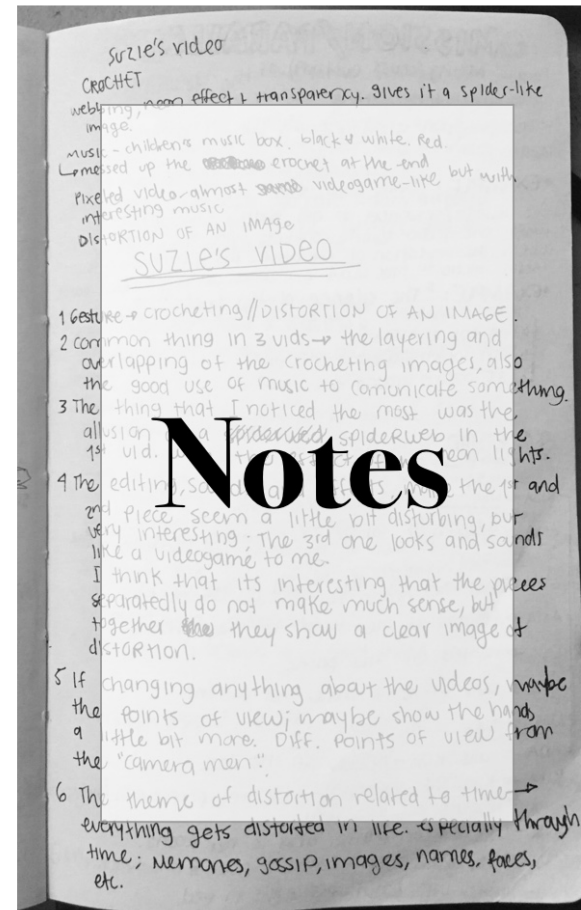 SUZIE'S VIDEO
CROCHET
webbing, neon effect & transparency. Gives it a spider-like
image.
MUSIC - children's music box. black & white. Red.
messed up the crochet at the end
Pixeled video - almost videogame-like but with
interesting music
DISTORTION OF AN IMAGE
SUZIE'S VIDEO
1 Gesture → crocheting // DISTORTION OF AN IMAGE.
2 common thing in 3 vids → the layering and
overlapping of the crocheting images, also
the good use of music to comunicate something.
3 The thing that I noticed the most was the
allusion a spiderweb in the
1st vid. neon lights.
Notes
4 The editing, and effects, make the 1st and
2nd piece seem a little bit disturbing, but
very interesting; The 3rd one looks and sounds
like a videogame to me.
I think that its interesting that the pieces
separatedly do not make much sense, but
together they show a clear image of
distortion.
5 If changing anything about the videos, maybe
the points of view; maybe show the hands
a little bit more. Diff. points of view from
the "camera men".
6 The theme of distortion related to time →
everything gets distorted in life. especially through
time; memories, gossip, images, names, faces,
etc.